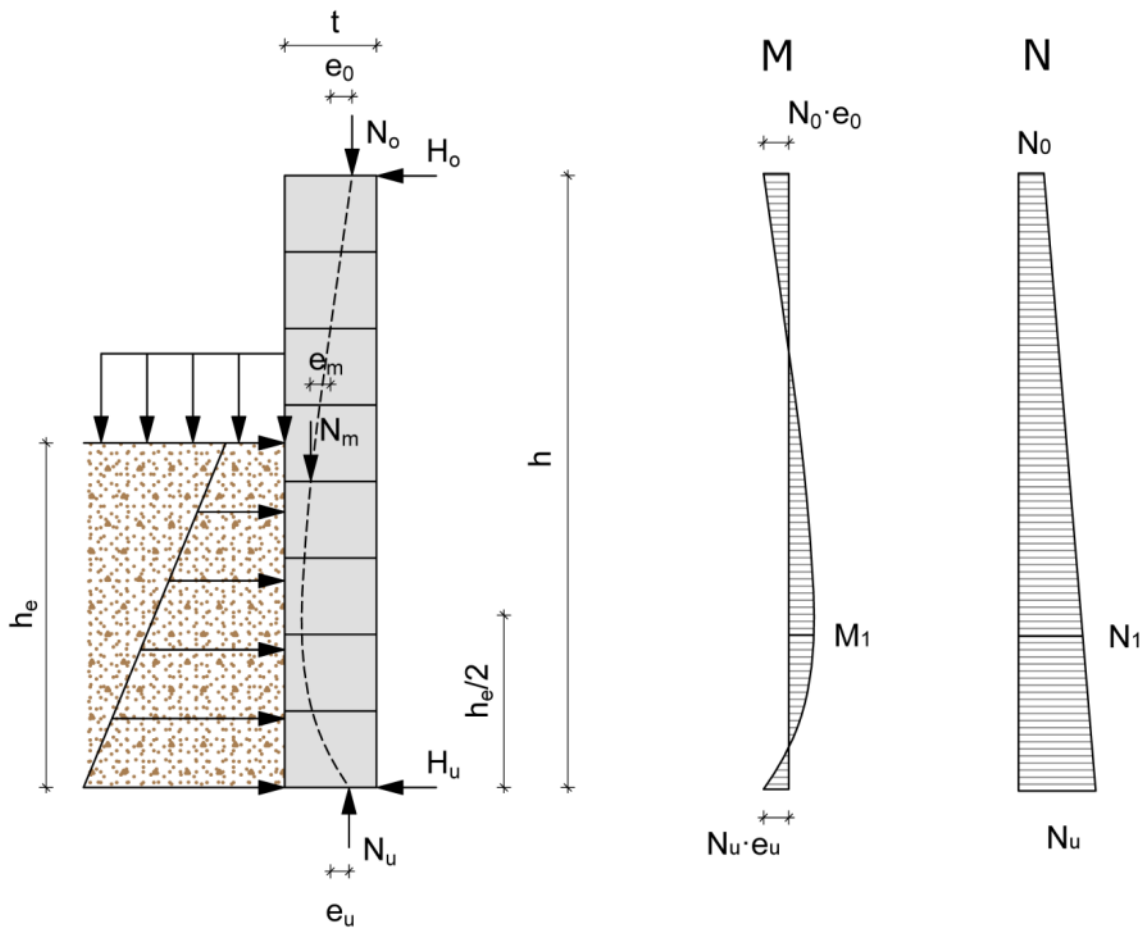 t
e₀
Nₒ
Hₒ
eₘ
Nₘ
h
hₑ
hₑ/2
Hᵤ
Nᵤ
eᵤ
M
N₀·e₀
M₁
Nᵤ·eᵤ
N
N₀
N₁
Nᵤ